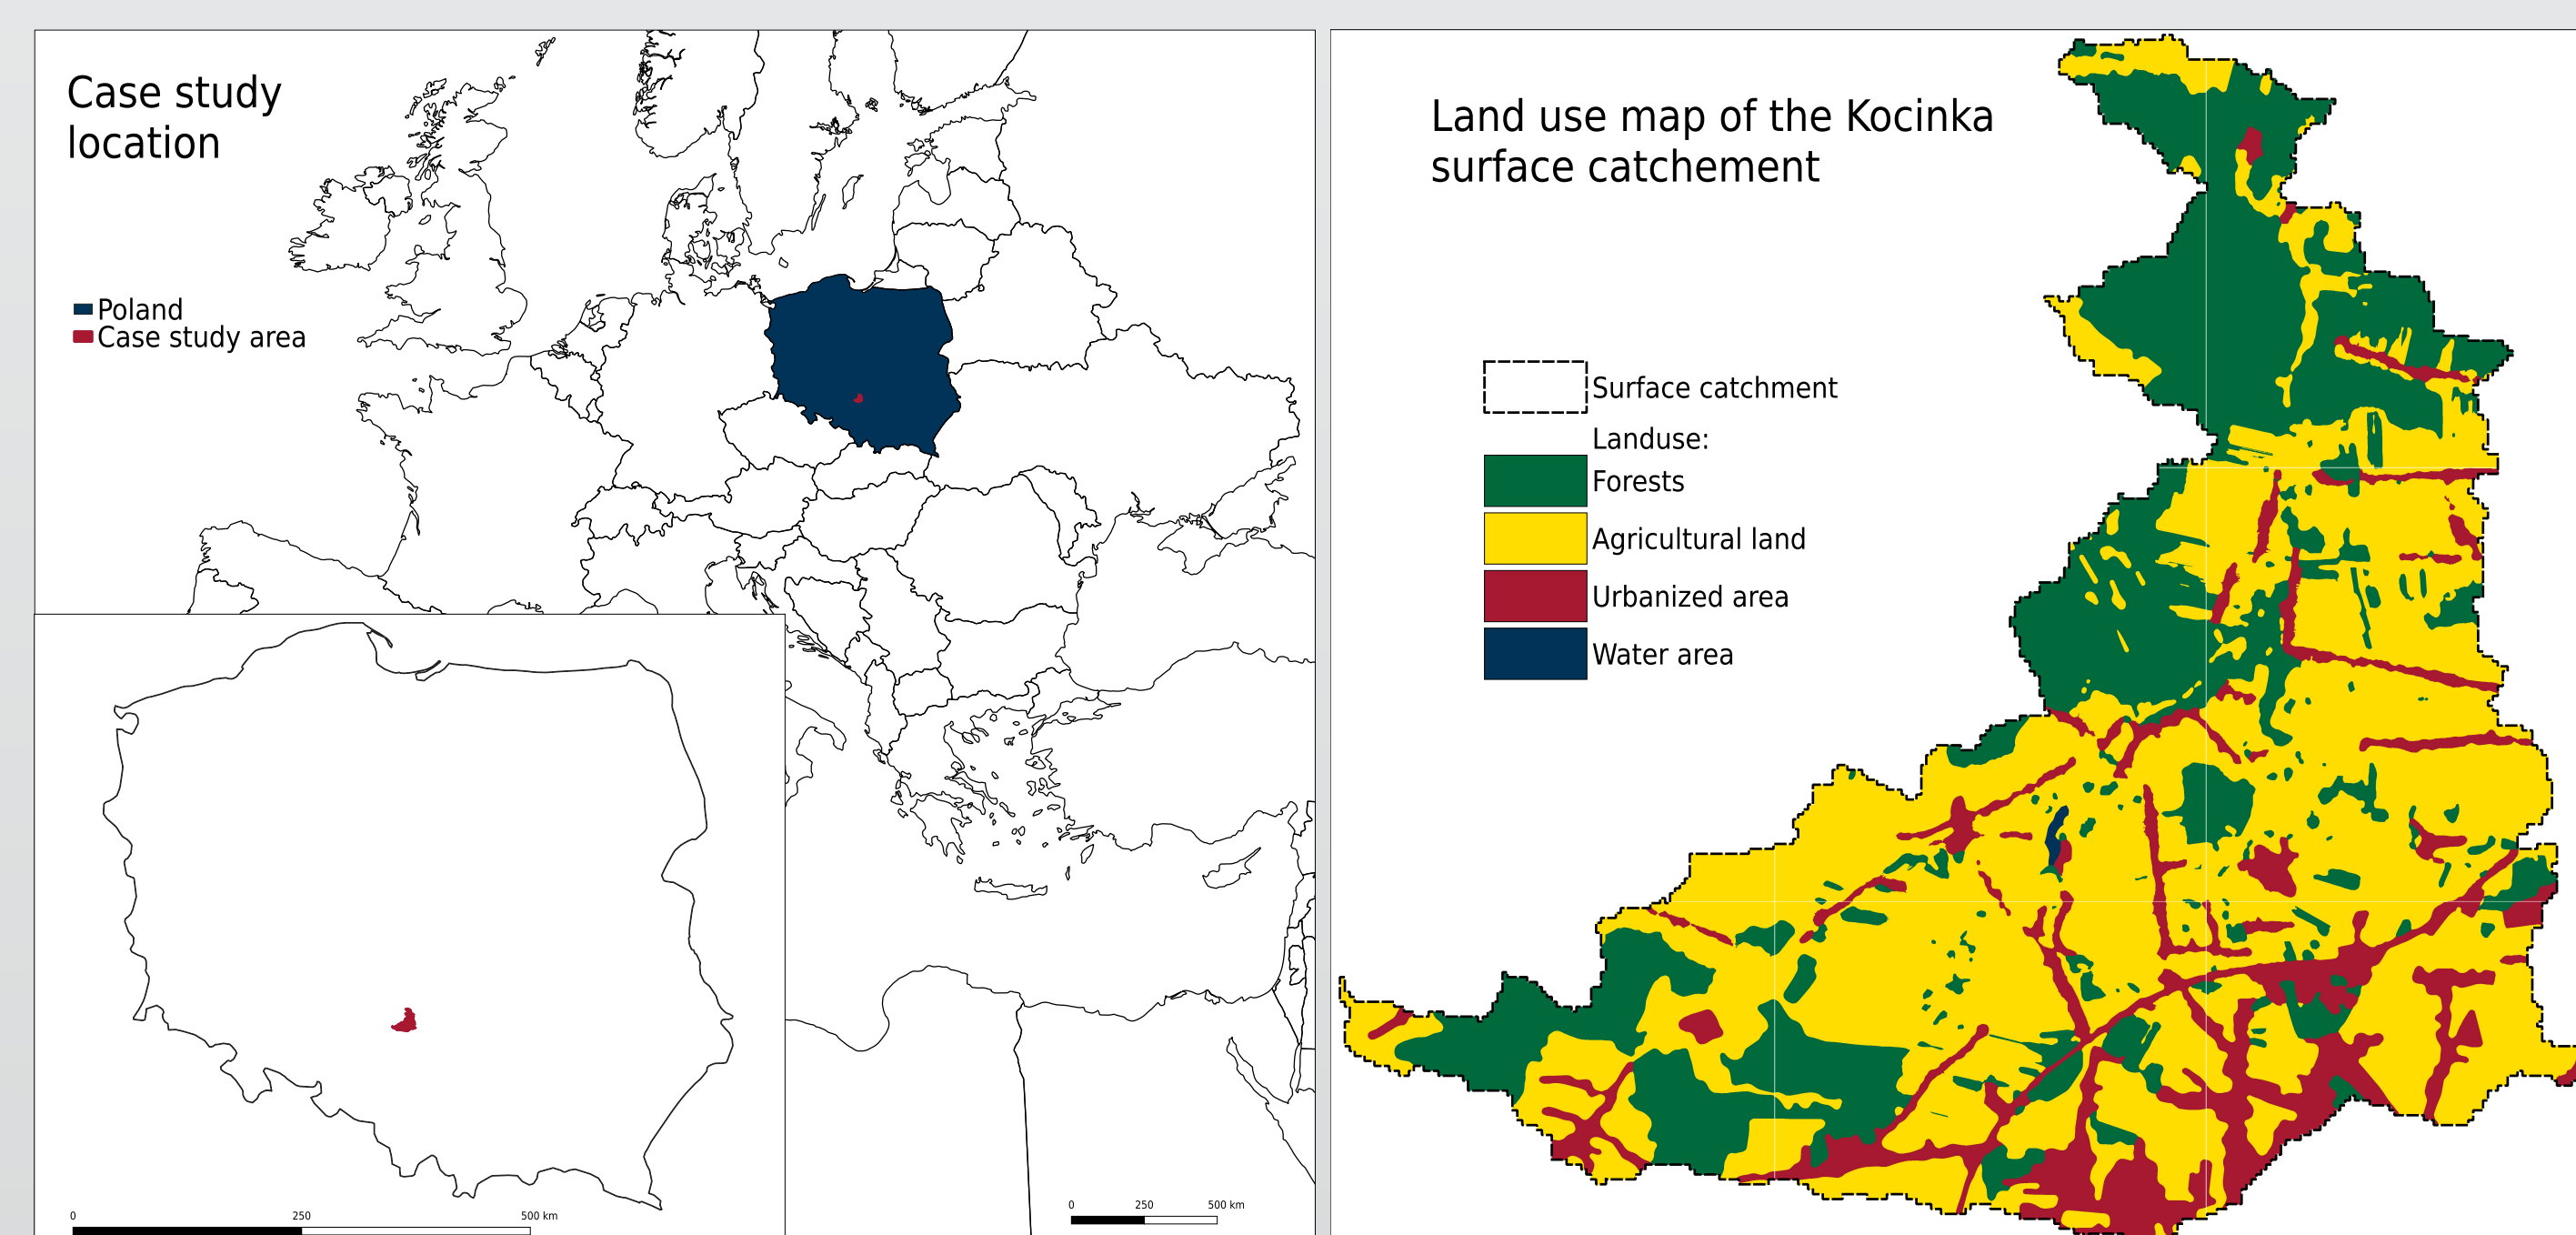 Case study
location
Poland
Case study area
0 250 500 km
0 250 500 km
Land use map of the Kocinka
surface catchement
Surface catchment
Landuse:
Forests
Agricultural land
Urbanized area
Water area